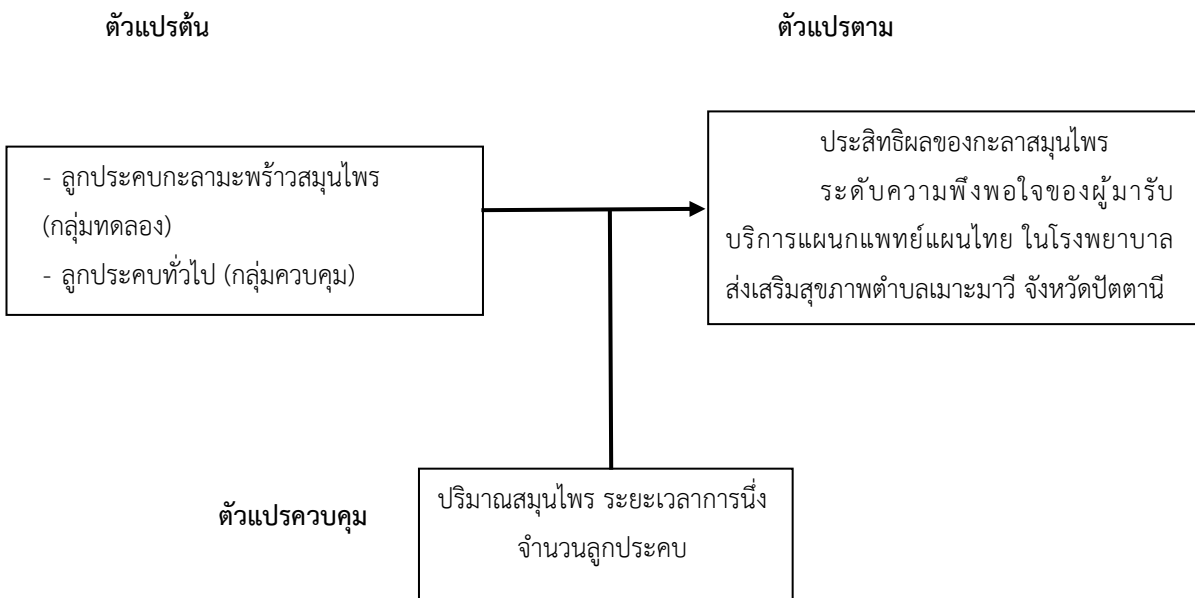 ตัวแปรต้น
ตัวแปรตาม
- ลูกประคบกะลามะพร้าวสมุนไพร
(กลุ่มทดลอง)
- ลูกประคบทั่วไป (กลุ่มควบคุม)
ประสิทธิผลของกะลาสมุนไพร
ระดับความพึงพอใจของผู้มารับ
บริการแผนกแพทย์แผนไทย ในโรงพยาบาล
ส่งเสริมสุขภาพตำบลเมาะมาวี จังหวัดปัตตานี
ตัวแปรควบคุม
ปริมาณสมุนไพร ระยะเวลาการนึ่ง
จำนวนลูกประคบ